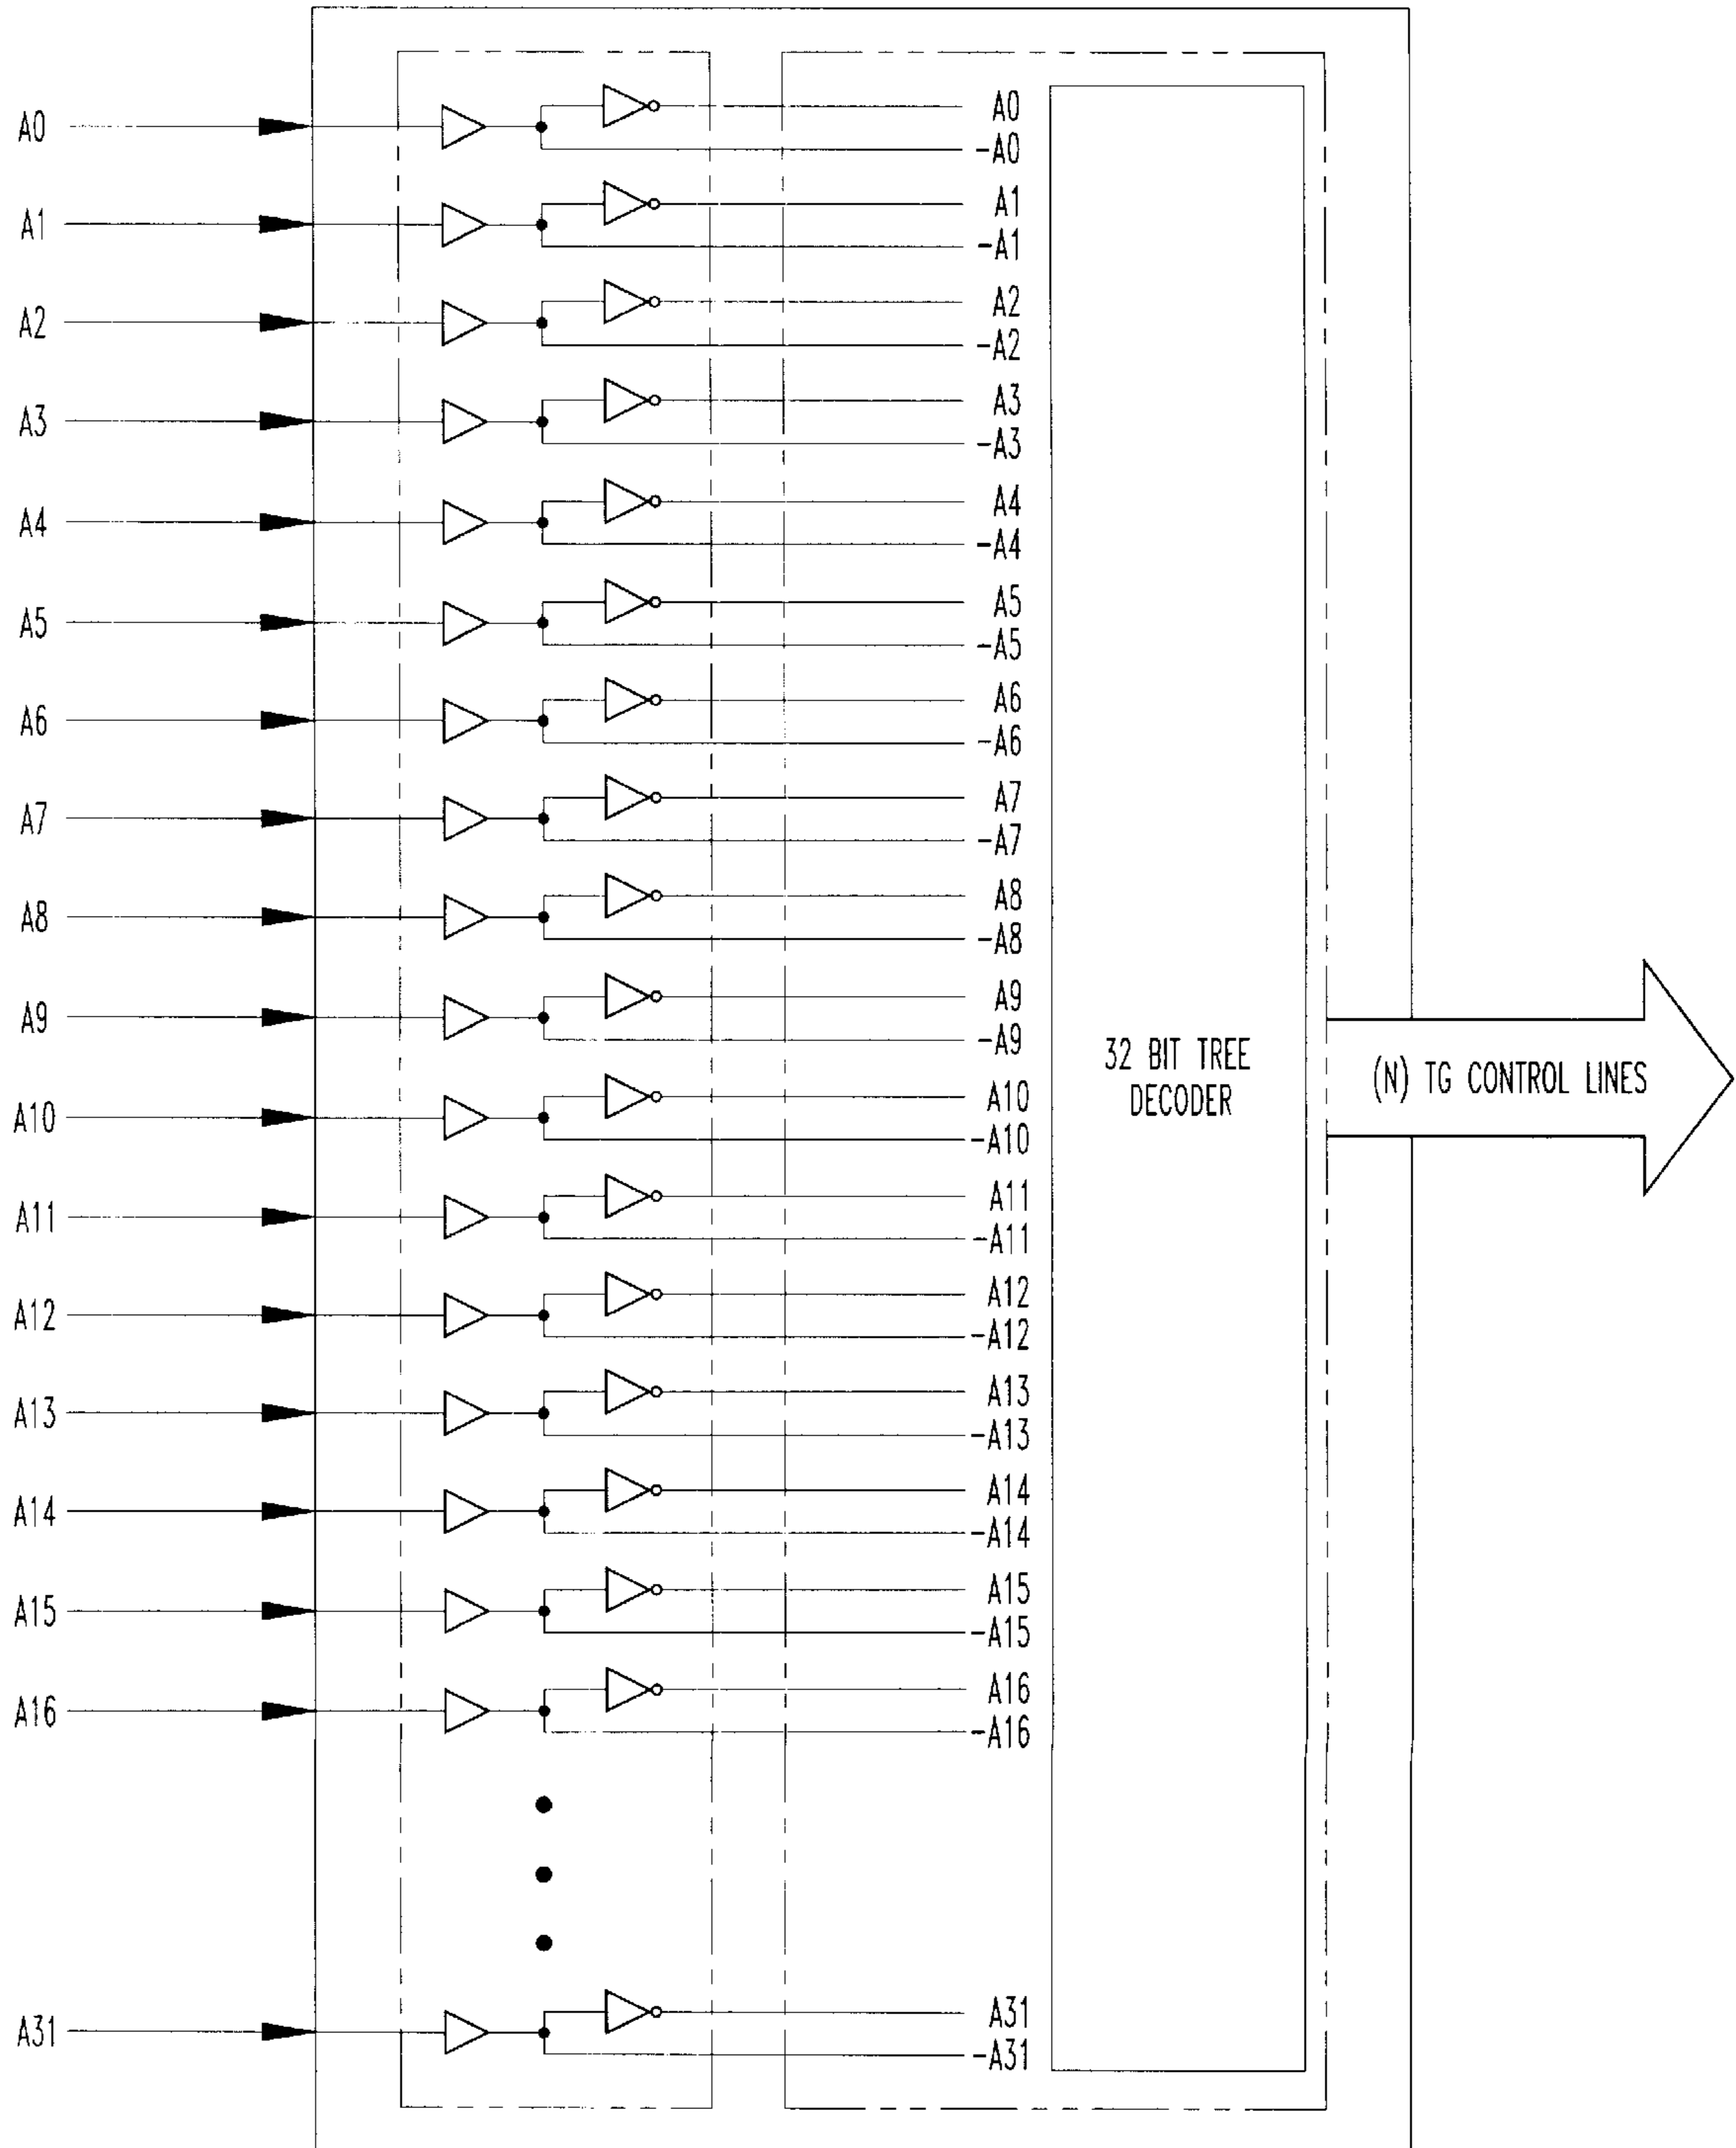 A0
A0
-A0
A1
A1
-A1
A2
A2
-A2
A3
A3
-A3
A4
A4
-A4
A5
A5
-A5
A6
A6
-A6
A7
A7
-A7
A8
A8
-A8
A9
A9
-A9
32 BIT TREE
DECODER
(N) TG CONTROL LINES
A10
A10
-A10
A11
A11
-A11
A12
A12
-A12
A13
A13
-A13
A14
A14
-A14
A15
A15
-A15
A16
A16
-A16
A31
A31
-A31